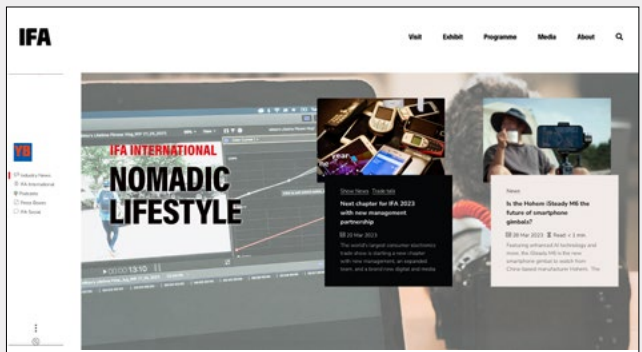 IFA
Visit Exhibit Programme Media About
YB
Industry News
IFA International
Podcasts
Press Boxes
IFA Social
IFA INTERNATIONAL
NOMADIC
LIFESTYLE
00:00:13:10
year
Show News Trade talk
Next chapter for IFA 2023
with new management
partnership
20 Mar 2023
The world's largest consumer electronics
trade show is starting a new chapter
with new management, an expanded
team, and a brand new digital and media
News
Is the Hohem iSteady M6 the
future of smartphone
gimbals?
28 Mar 2023 Read: < 1 min.
Featuring enhanced AI technology and
more, the iSteady M6 is the new
smartphone gimbal to watch from
China-based manufacturer Hohem. The